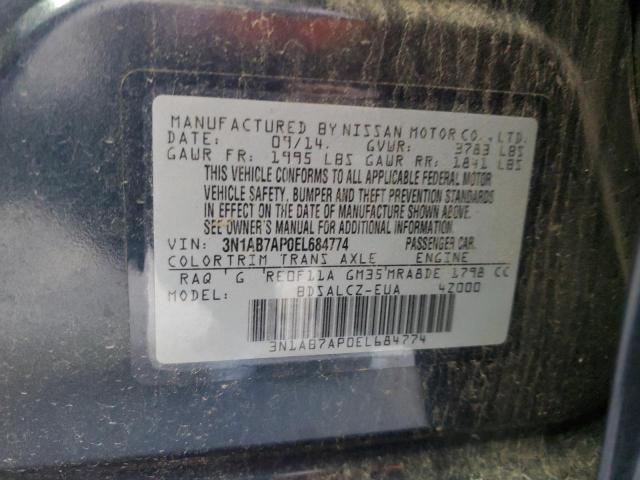 MANUFACTURED BY NISSAN MOTOR CO., LTD.
DATE: 09/14. GVWR: 3783 LBS
GAWR FR: 1995 LBS GAWR RR: 1841 LBS
THIS VEHICLE CONFORMS TO ALL APPLICABLE FEDERAL MOTOR
VEHICLE SAFETY, BUMPER AND THEFT PREVENTION STANDARDS
IN EFFECT ON THE DATE OF MANUFACTURE SHOWN ABOVE.
SEE OWNER'S MANUAL FOR ADDITIONAL INFORMATION.
VIN: 3N1AB7AP0EL684774 PASSENGER CAR.
COLOR TRIM TRANS AXLE ENGINE
RAQ G RE0F11A GM35 MRA8DE 1798 CC
MODEL: BDSALCZ-EUA 42000
3N1AB7AP0EL684774